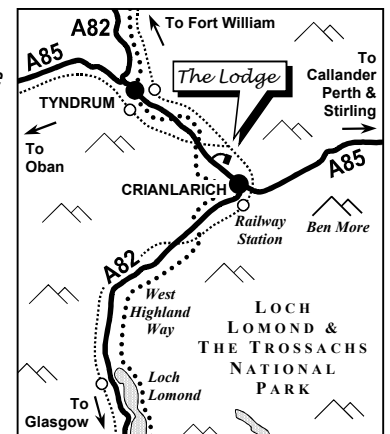 A82
To Fort William
A85
The Lodge
To
Callander
Perth &
Stirling
TYNDRUM
To
Oban
A85
CRIANLARICH
Railway
Station
Ben More
A82
West
Highland
Way
LOCH
LOMOND &
THE TROSSACHS
NATIONAL
PARK
Loch
Lomond
To
Glasgow